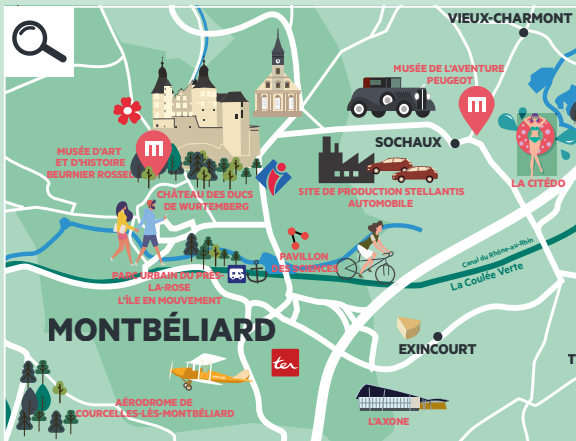 VIEUX-CHARMONT
MUSÉE DE L'AVENTURE
PEUGEOT
m
SOCHAUX
m
MUSÉE D'ART
ET D'HISTOIRE
BEURNIER ROSSEL
LA CITÉDO
CHÂTEAU DES DUCS
DE WURTEMBERG
SITE DE PRODUCTION STELLANTIS
AUTOMOBILE
PAVILLON
DES SCIENCES
Canal du Rhône-au-Rhin
La Coulée Verte
PARC URBAIN DU PRÈS-
LA-ROSE
L'ÎLE EN MOUVEMENT
MONTBÉLIARD
EXINCOURT
T
ter
AÉRODROME DE
COURCELLES-LÈS-MONTBÉLIARD
L'AXONE